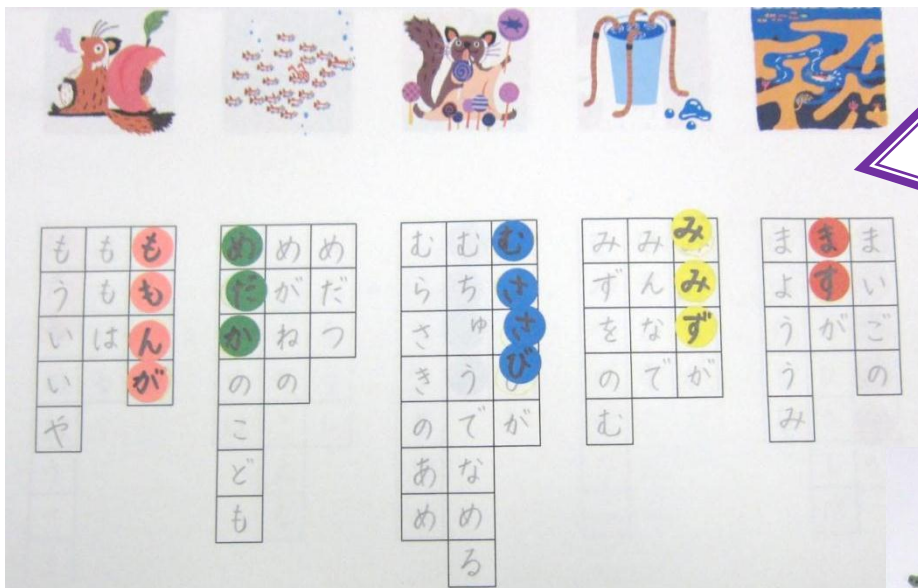 まいごの
ますが
まよううみ
みみずが
みんなで
みずをのむ
むささびが
むちゅうでなめる
むらさきのあめ
めだつ
めがねの
めだかのこども
ももんが
ももは
もういいや